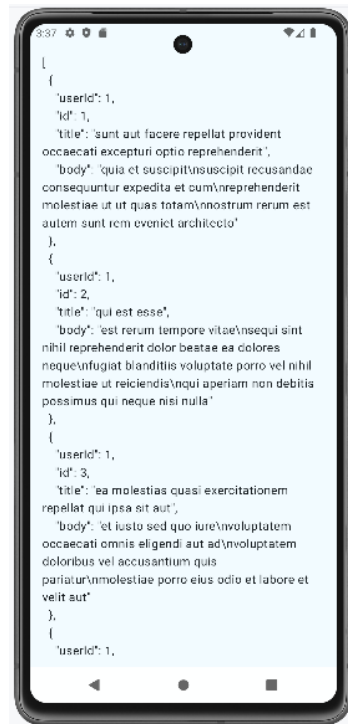 3:37
[
{
"userId": 1,
"id": 1,
"title": "sunt aut facere repellat provident
occaecati excepturi optio reprehenderit",
"body": "quia et suscipit\nsuscipit recusandae
consequuntur expedita et cum\nreprehenderit
molestiae ut ut quas totam\nnostrum rerum est
autem sunt rem eveniet architecto"
},
{
"userId": 1,
"id": 2,
"title": "qui est esse",
"body": "est rerum tempore vitae\nsequi sint
nihil reprehenderit dolor beatae ea dolores
neque\nfugiat blanditiis voluptate porro vel nihil
molestiae ut reiciendis\nqui aperiam non debitis
possimus qui neque nisi nulla"
},
{
"userId": 1,
"id": 3,
"title": "ea molestias quasi exercitationem
repellat qui ipsa sit aut",
"body": "et iusto sed quo iure\nvoluptatem
occaecati omnis eligendi aut ad\nvoluptatem
doloribus vel accusantium quis
pariatur\nmolestiae porro eius odio et labore et
velit aut"
},
{
"userId": 1,